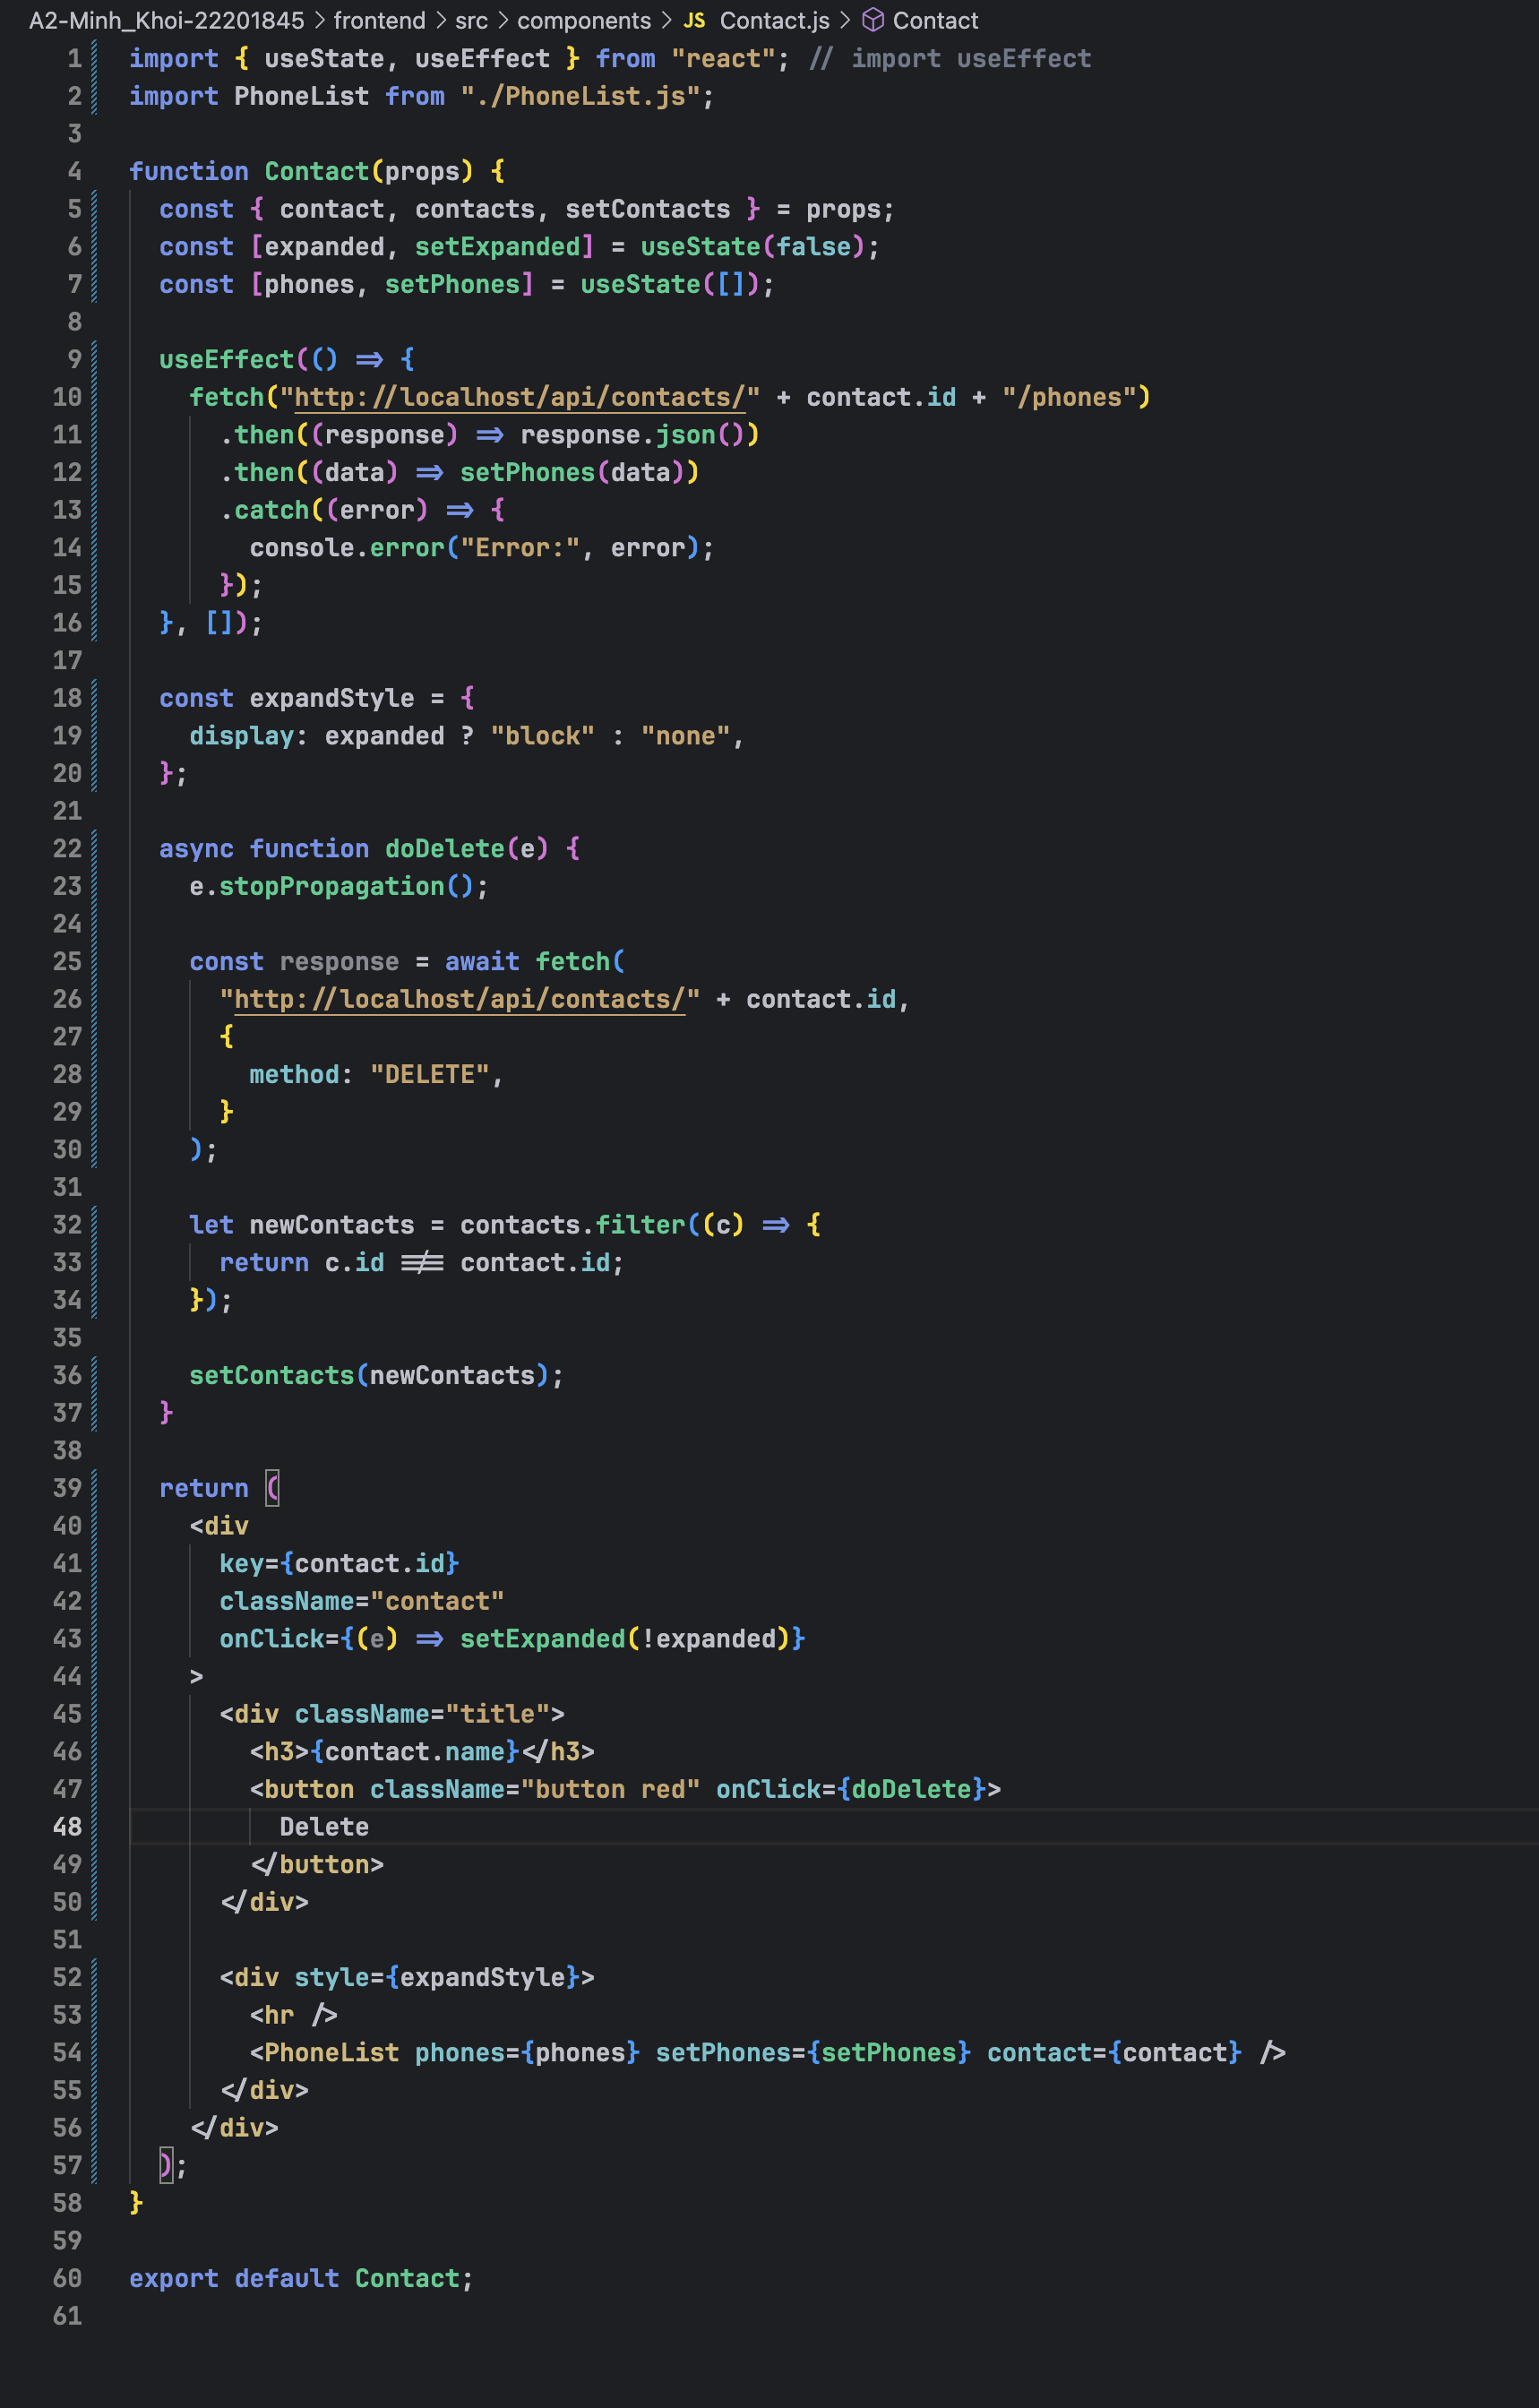 A2-Minh_Khoi-22201845 > frontend > src > components > JS Contact.js > Contact
1 import { useState, useEffect } from "react"; // import useEffect
2 import PhoneList from "./PhoneList.js";
3
4 function Contact(props) {
5   const { contact, contacts, setContacts } = props;
6   const [expanded, setExpanded] = useState(false);
7   const [phones, setPhones] = useState([]);
8
9   useEffect(() => {
10     fetch("http://localhost/api/contacts/" + contact.id + "/phones")
11       .then((response) => response.json())
12       .then((data) => setPhones(data))
13       .catch((error) => {
14         console.error("Error:", error);
15       });
16   }, []);
17
18   const expandStyle = {
19     display: expanded ? "block" : "none",
20   };
21
22   async function doDelete(e) {
23     e.stopPropagation();
24
25     const response = await fetch(
26       "http://localhost/api/contacts/" + contact.id,
27       {
28         method: "DELETE",
29       }
30     );
31
32     let newContacts = contacts.filter((c) => {
33       return c.id !== contact.id;
34     });
35
36     setContacts(newContacts);
37   }
38
39   return (
40     <div
41       key={contact.id}
42       className="contact"
43       onClick={(e) => setExpanded(!expanded)}
44     >
45       <div className="title">
46         <h3>{contact.name}</h3>
47         <button className="button red" onClick={doDelete}>
48           Delete
49         </button>
50       </div>
51
52       <div style={expandStyle}>
53         <hr />
54         <PhoneList phones={phones} setPhones={setPhones} contact={contact} />
55       </div>
56     </div>
57   );
58 }
59
60 export default Contact;
61